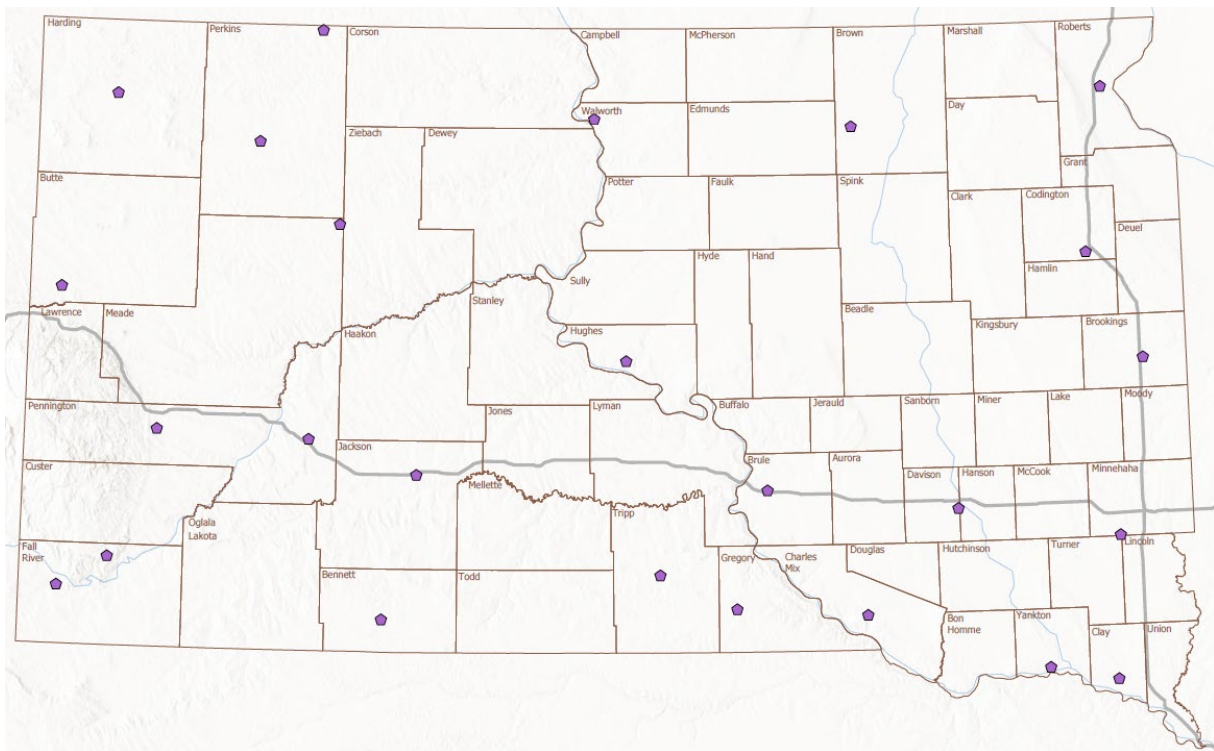 Harding
Perkins
Corson
Campbell
McPherson
Brown
Marshall
Roberts
Walworth
Edmunds
Day
Ziebach
Dewey
Grant
Butte
Potter
Faulk
Spink
Clark
Codington
Deuel
Hamlin
Sully
Hyde
Hand
Stanley
Lawrence
Meade
Haakon
Hughes
Beadle
Kingsbury
Brookings
Pennington
Jones
Lyman
Buffalo
Jerauld
Sanborn
Miner
Lake
Moody
Jackson
Custer
Mellette
Brule
Aurora
Davison
Hanson
McCook
Minnehaha
Oglala
Lakota
Tripp
Fall
River
Bennett
Todd
Gregory
Charles
Mix
Douglas
Hutchinson
Turner
Lincoln
Bon
Homme
Yankton
Clay
Union